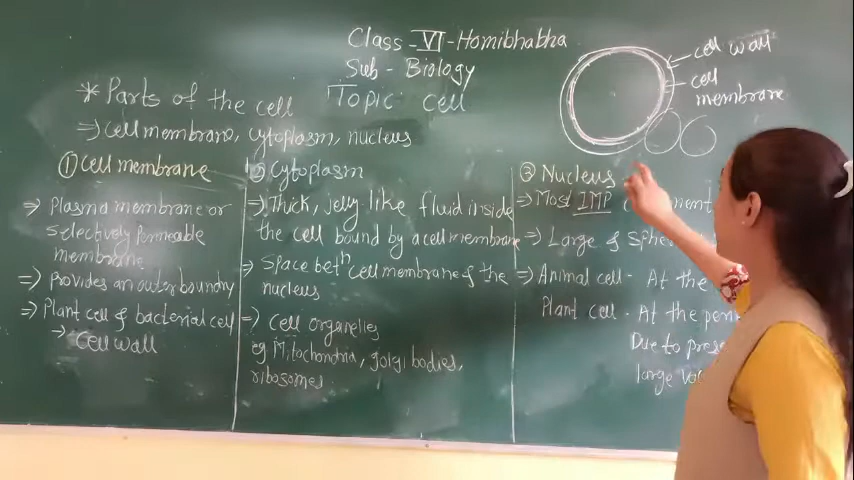 Class - VI - Homibhabha
Sub - Biology
Topic: cell
* Parts of the cell
⇒ cell membrane, cytoplasm, nucleus
① Cell membrane
⇒ Plasma membrane or
selectively permeable
membrane
⇒ Provides an outer boundry
⇒ Plant cell & bacterial cell
→ Cell wall
② Cytoplasm
⇒ Thick, jelly like fluid inside
the cell bound by a cell membrane
⇒ Space betn cell membrane & the
nucleus
⇒ Cell organelles
eg Mitochondria, golgi bodies,
ribosomes
cell wall
cell
membrane
③ Nucleus
⇒ Most IMP
⇒ Large & Sphe
⇒ Animal cell - At the
Plant cell - At the peri
Due to prese
large vac